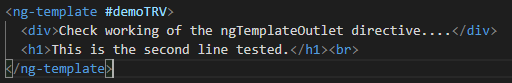 <ng-template #demoTRV>
  <div>Check working of the ngTemplateOutlet directive....</div>
  <h1>This is the second line tested.</h1><br>
</ng-template>